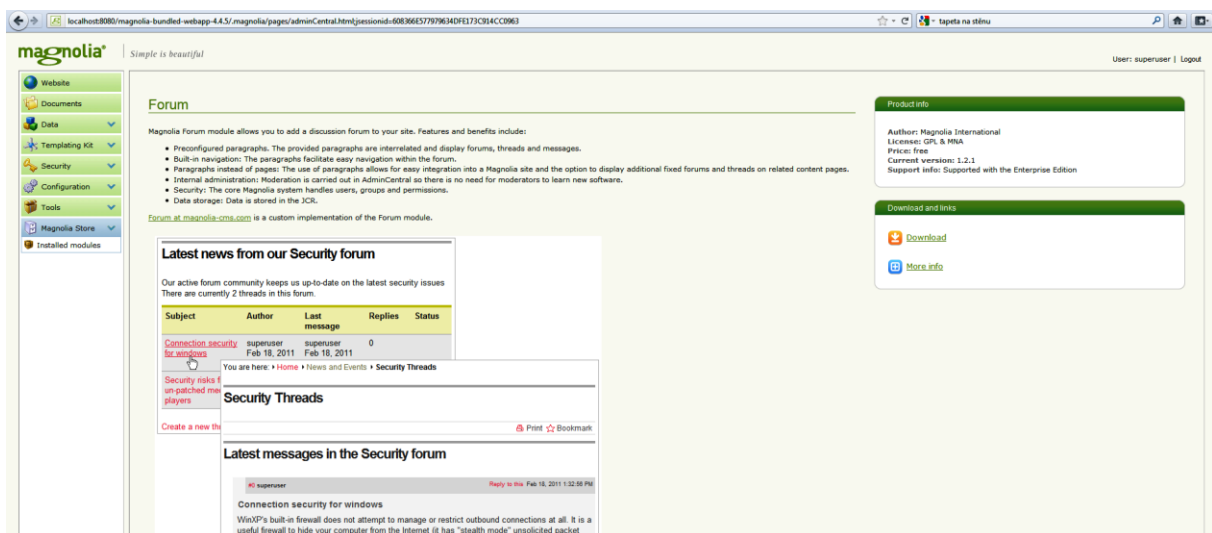 localhost:8080/magnolia-bundled-webapp-4.4.5/.magnolia/pages/adminCentral.html;jsessionid=608366E577979634DFE173C914CC0963
tapeta na stěnu
magnolia®
Simple is beautiful
User: superuser | Logout
Website
Documents
Data
Templating Kit
Security
Configuration
Tools
Magnolia Store
Installed modules
Forum
Magnolia Forum module allows you to add a discussion forum to your site. Features and benefits include:
• Preconfigured paragraphs. The provided paragraphs are interrelated and display forums, threads and messages.
• Built-in navigation: The paragraphs facilitate easy navigation within the forum.
• Paragraphs instead of pages: The use of paragraphs allows for easy integration into a Magnolia site and the option to display additional fixed forums and threads on related content pages.
• Internal administration: Moderation is carried out in AdminCentral so there is no need for moderators to learn new software.
• Security: The core Magnolia system handles users, groups and permissions.
• Data storage: Data is stored in the JCR.
Forum at magnolia-cms.com is a custom implementation of the Forum module.
Latest news from our Security forum
Our active forum community keeps us up-to-date on the latest security issues
There are currently 2 threads in this forum.
Subject Author Last message Replies Status
Connection security superuser superuser 0
for windows Feb 18, 2011 Feb 18, 2011
Security risks f
un-patched me
players
Create a new thr
You are here: Home News and Events Security Threads
Security Threads
Print Bookmark
Latest messages in the Security forum
#0 superuser Reply to this Feb 18, 2011 1:32:56 PM
Connection security for windows
WinXP's built-in firewall does not attempt to manage or restrict outbound connections at all. It is a
useful firewall to hide your computer from the Internet (it has "stealth mode" unsolicited packet
Product info
Author: Magnolia International
License: GPL & MNA
Price: free
Current version: 1.2.1
Support info: Supported with the Enterprise Edition
Download and links
Download
More info